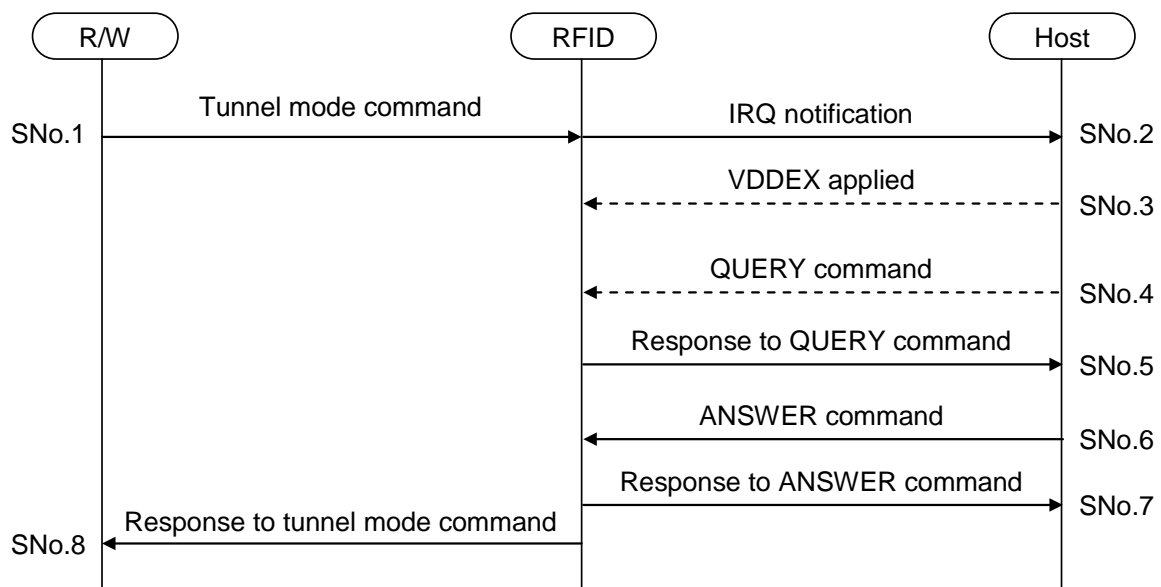 R/W
RFID
Host
Tunnel mode command
IRQ notification
SNo.1
SNo.2
VDDEX applied
SNo.3
QUERY command
SNo.4
Response to QUERY command
SNo.5
ANSWER command
SNo.6
Response to ANSWER command
SNo.7
Response to tunnel mode command
SNo.8